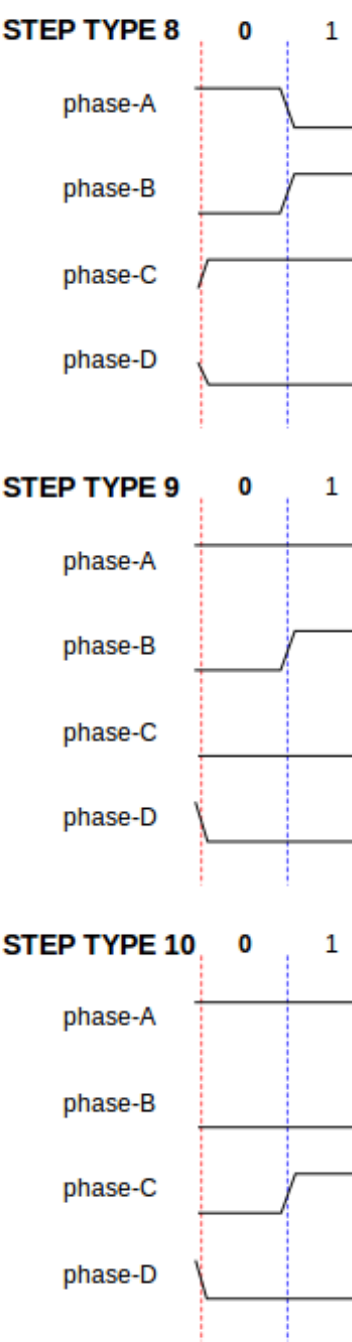 STEP TYPE 8 0 1
phase-A
phase-B
phase-C
phase-D
STEP TYPE 9 0 1
phase-A
phase-B
phase-C
phase-D
STEP TYPE 10 0 1
phase-A
phase-B
phase-C
phase-D